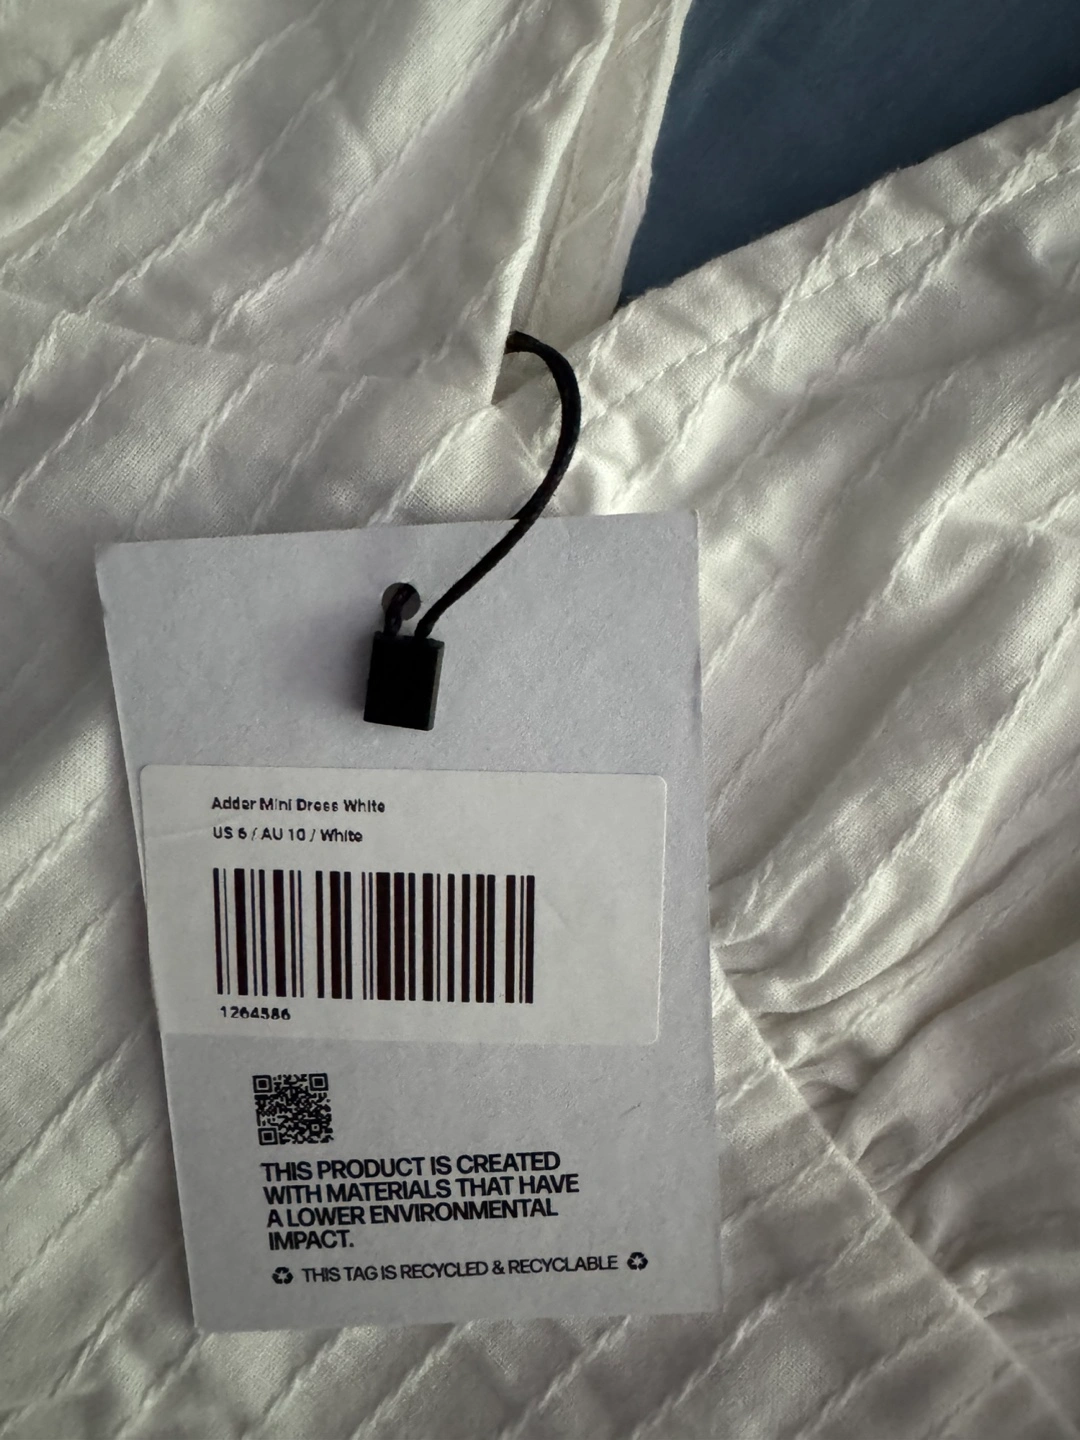 Adder Mini Dress White
US 6 / AU 10 / White
1264586
THIS PRODUCT IS CREATED
WITH MATERIALS THAT HAVE
A LOWER ENVIRONMENTAL
IMPACT.
♻ THIS TAG IS RECYCLED & RECYCLABLE ♻